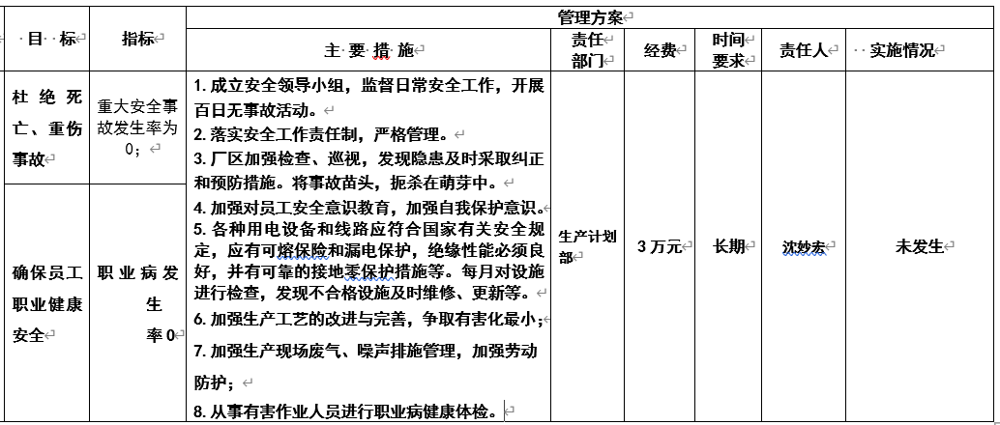 管理方案
目 标
指标
主 要 措 施
责任
部门
经费
时间
要求
责任人
实施情况
杜 绝 死
亡、重伤
事故
重大安全事
故发生率为
0；
确保员工
职业健康
安全
职 业 病 发
生
率0
1.成立安全领导小组，监督日常安全工作，开展
百日无事故活动。
2.落实安全工作责任制，严格管理。
3.厂区加强检查、巡视，发现隐患及时采取纠正
和预防措施。将事故苗头，扼杀在萌芽中。
4.加强对员工安全意识教育，加强自我保护意识。
5.各种用电设备和线路应符合国家有关安全规
定，应有可熔保险和漏电保护，绝缘性能必须良
好，并有可靠的接地零保护措施等。每月对设施
进行检查，发现不合格设施及时维修、更新等。
6.加强生产工艺的改进与完善，争取有害化最小；
7.加强生产现场废气、噪声排施管理，加强劳动
防护；
8.从事有害作业人员进行职业病健康体检。
生产计划
部
3万元
长期
沈妙宏
未发生